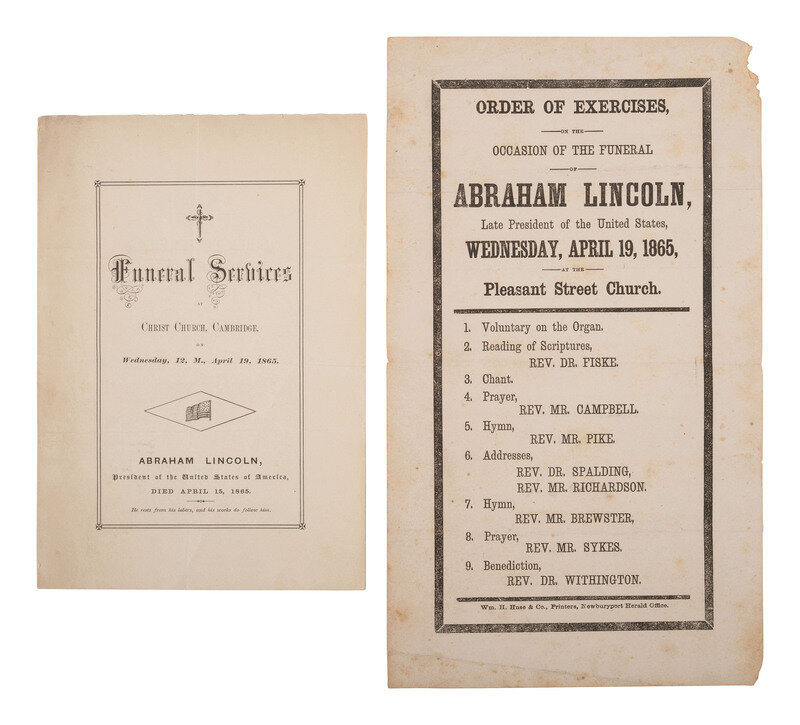 Funeral Services
AT
CHRIST CHURCH, CAMBRIDGE,
ON
Wednesday, 12, M., April 19, 1865.
ABRAHAM LINCOLN,
President of the United States of America,
DIED APRIL 15, 1865.
He rests from his labors, and his works do follow him.
ORDER OF EXERCISES,
ON THE
OCCASION OF THE FUNERAL
OF
ABRAHAM LINCOLN,
Late President of the United States,
WEDNESDAY, APRIL 19, 1865,
AT THE
Pleasant Street Church.
1. Voluntary on the Organ.
2. Reading of Scriptures,
REV. DR. FISKE.
3. Chant.
4. Prayer,
REV. MR. CAMPBELL.
5. Hymn,
REV. MR. PIKE.
6. Addresses,
REV. DR. SPALDING,
REV. MR. RICHARDSON.
7. Hymn,
REV. MR. BREWSTER,
8. Prayer,
REV. MR. SYKES.
9. Benediction,
REV. DR. WITHINGTON.
Wm. H. Huse & Co., Printers, Newburyport Herald Office.